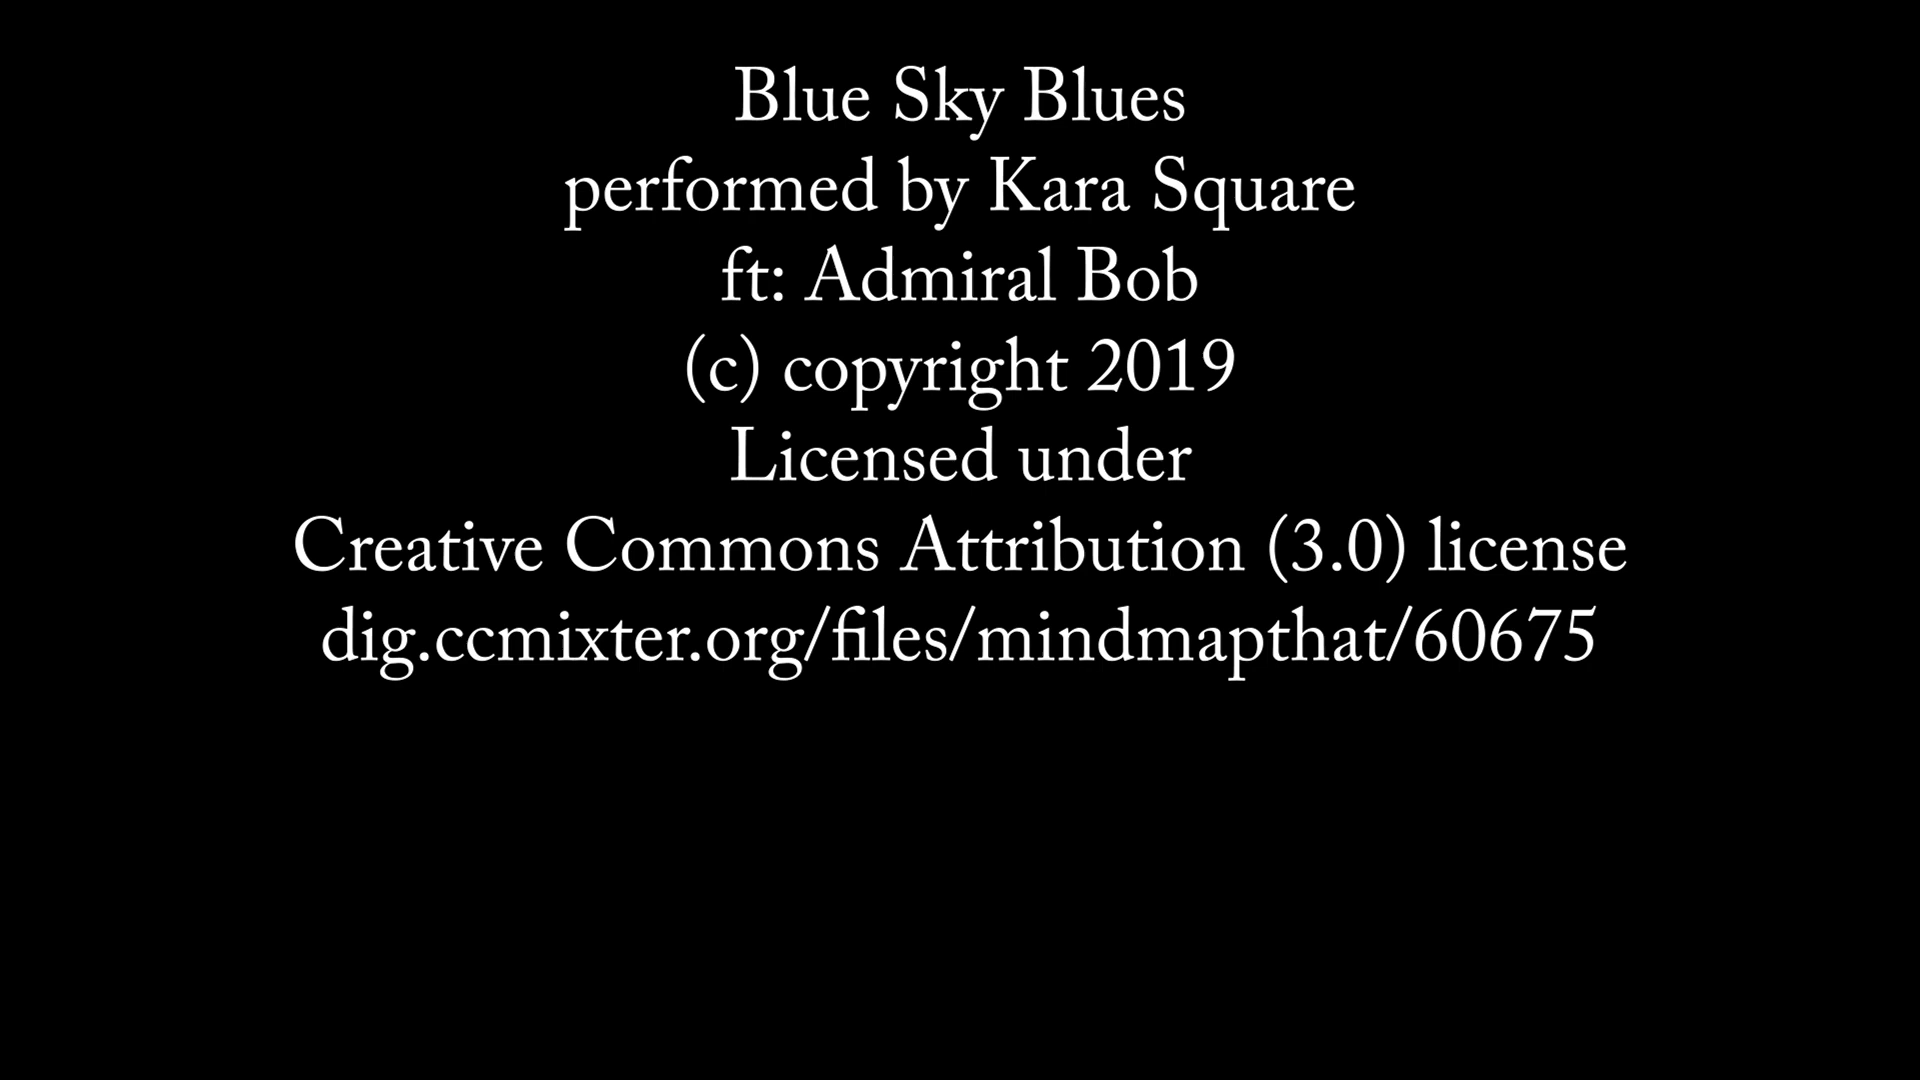 Blue Sky Blues
performed by Kara Square
ft: Admiral Bob
(c) copyright 2019
Licensed under
Creative Commons Attribution (3.0) license
dig.ccmixter.org/files/mindmapthat/60675